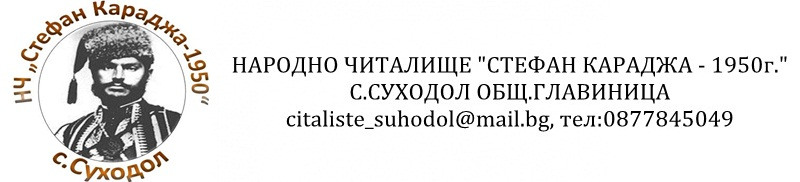 НЧ „Стефан Караджа-1950“
с.Суходол
НАРОДНО ЧИТАЛИЩЕ "СТЕФАН КАРАДЖА - 1950г."
С.СУХОДОЛ ОБЩ.ГЛАВИНИЦА
citaliste_suhodol@mail.bg, тел:0877845049